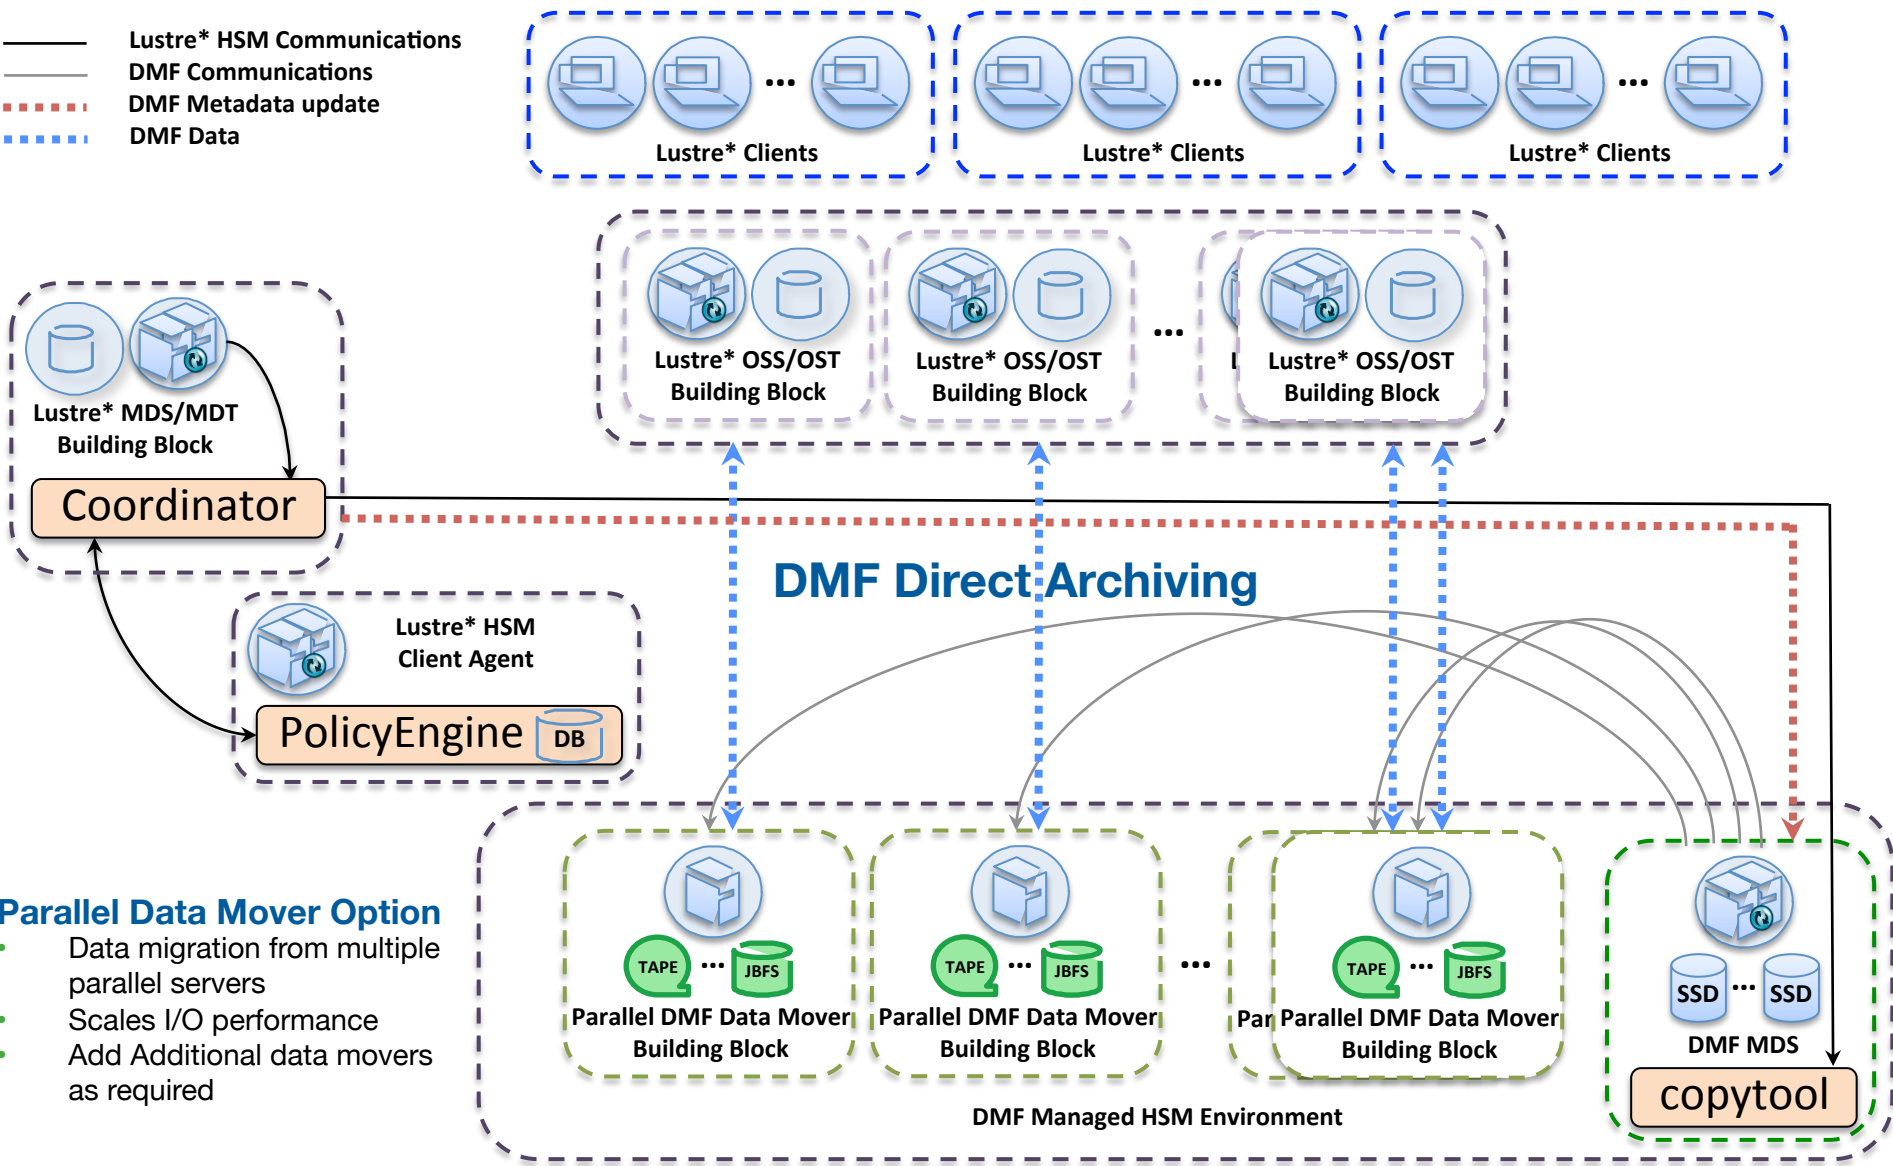 Lustre* HSM Communications
DMF Communications
DMF Metadata update
DMF Data
...
...
...
Lustre* Clients
Lustre* Clients
Lustre* Clients
Lustre* OSS/OST
Building Block
Lustre* OSS/OST
Building Block
...
L
Lustre* OSS/OST
Building Block
Lustre* MDS/MDT
Building Block
Coordinator
DMF Direct Archiving
Lustre* HSM
Client Agent
PolicyEngine
DB
Parallel Data Mover Option
• Data migration from multiple
parallel servers
• Scales I/O performance
• Add Additional data movers
as required
TAPE ... JBFS
Parallel DMF Data Mover
Building Block
TAPE ... JBFS
Parallel DMF Data Mover
Building Block
...
Par
TAPE ... JBFS
Parallel DMF Data Mover
Building Block
SSD ... SSD
DMF MDS
copytool
DMF Managed HSM Environment